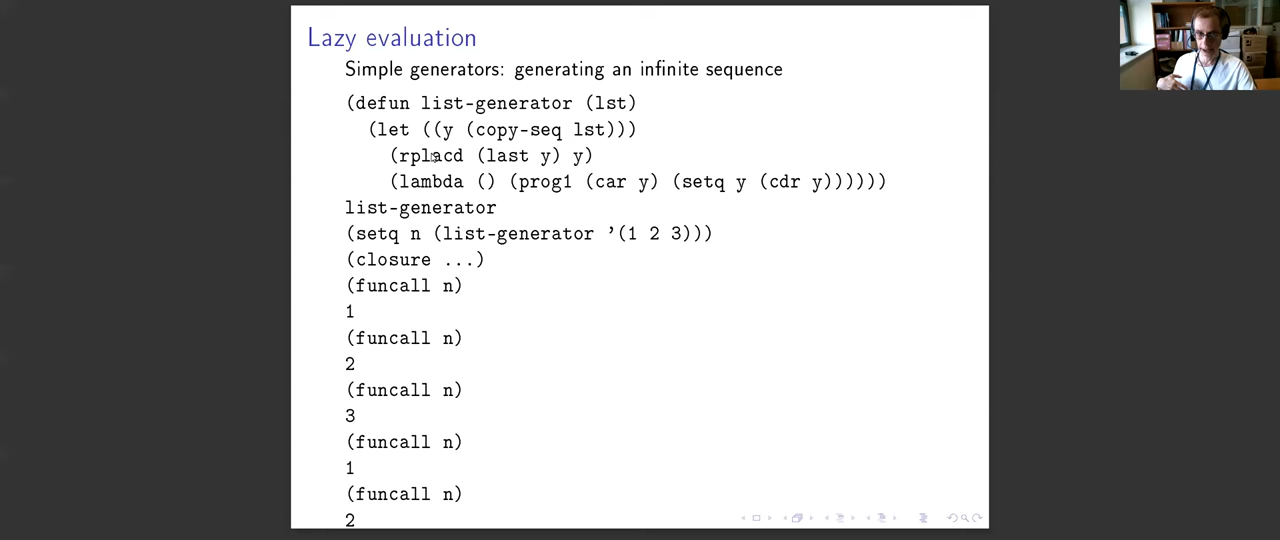 Lazy evaluation
Simple generators: generating an infinite sequence
(defun list-generator (lst)
(let ((y (copy-seq lst)))
(rplacd (last y) y)
(lambda () (prog1 (car y) (setq y (cdr y))))))
list-generator
(setq n (list-generator '(1 2 3)))
(closure ...)
(funcall n)
1
(funcall n)
2
(funcall n)
3
(funcall n)
1
(funcall n)
2